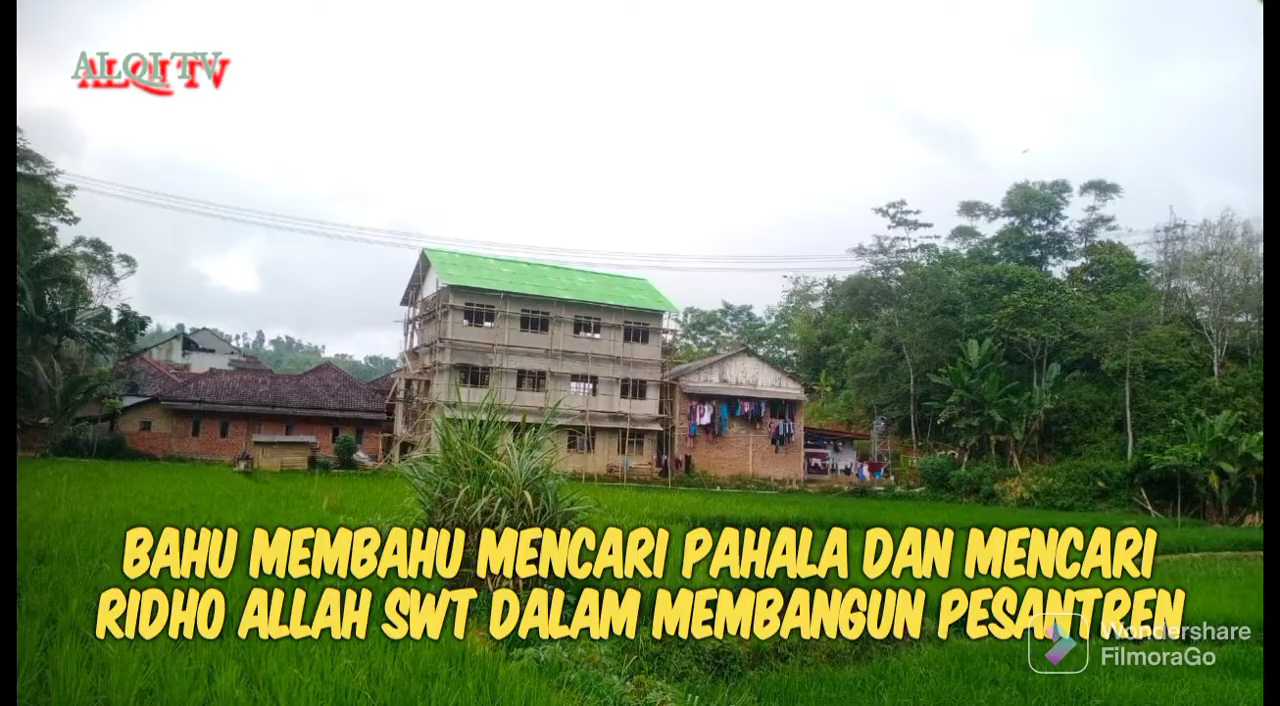 ALQI TV
BAHU MEMBAHU MENCARI PAHALA DAN MENCARI
RIDHO ALLAH SWT DALAM MEMBANGUN PESANTREN
Wondershare
FilmoraGo